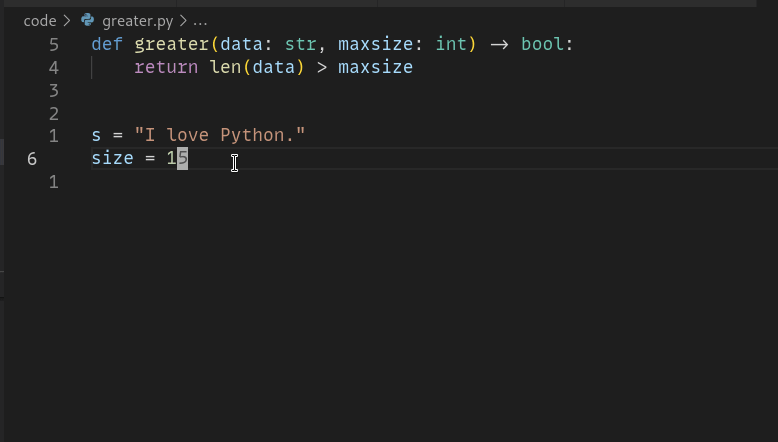 code > greater.py > ...
5 def greater(data: str, maxsize: int) → bool:
4     return len(data) > maxsize
3
2
1 s = "I love Python."
6 size = 15
1